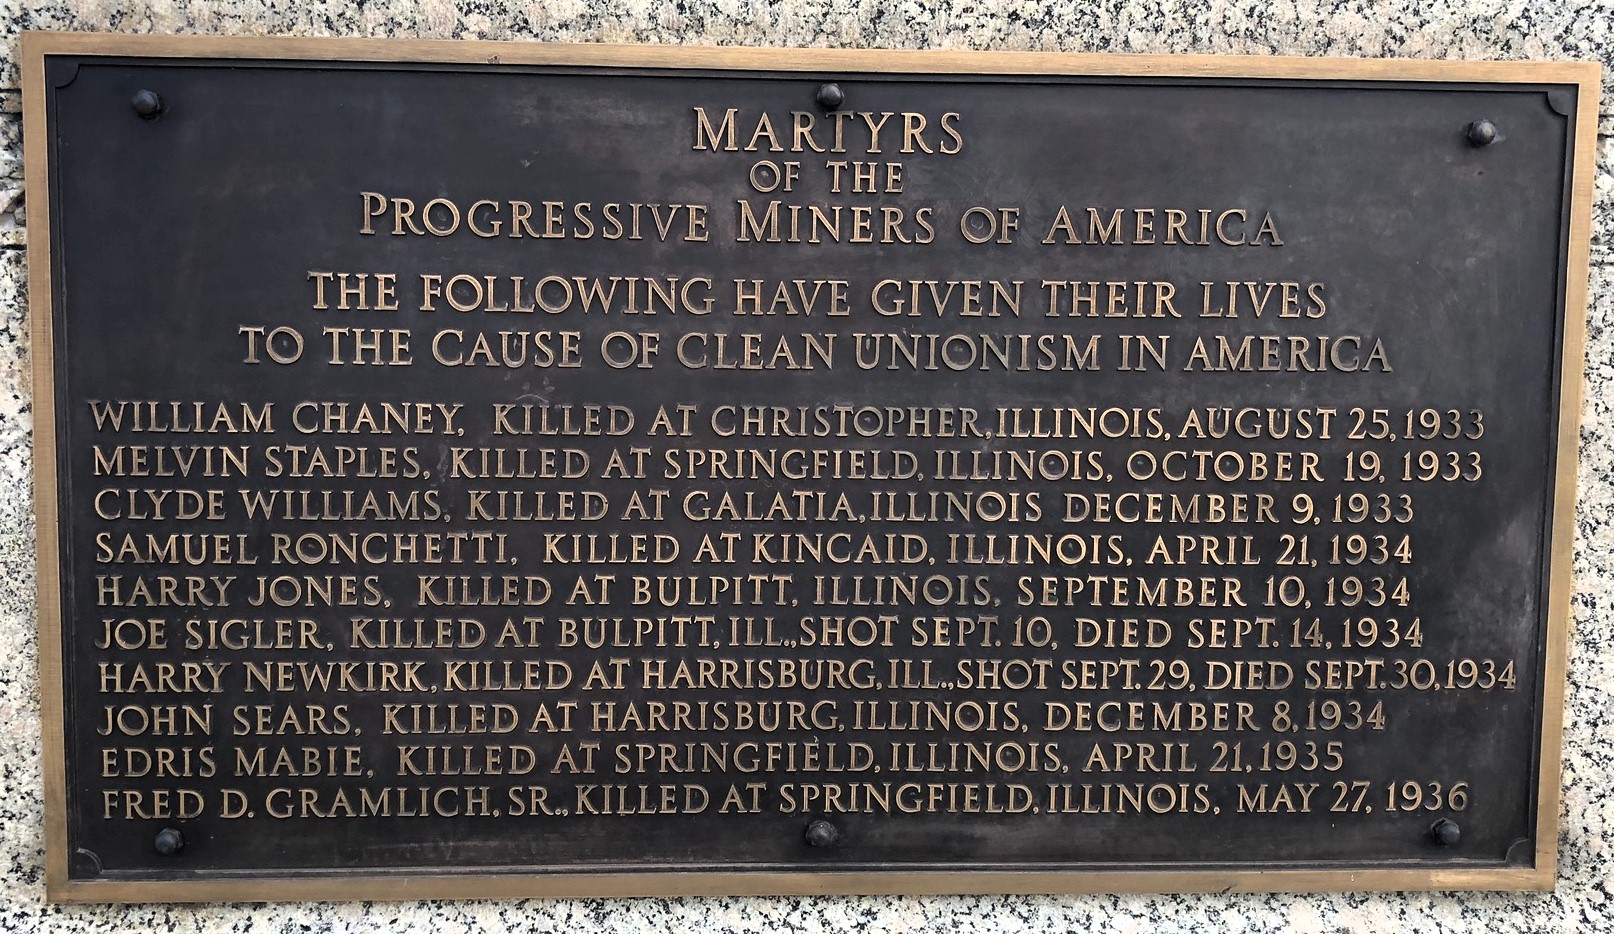 MARTYRS
OF THE
PROGRESSIVE MINERS OF AMERICA
THE FOLLOWING HAVE GIVEN THEIR LIVES
TO THE CAUSE OF CLEAN UNIONISM IN AMERICA
WILLIAM CHANEY, KILLED AT CHRISTOPHER, ILLINOIS, AUGUST 25, 1933
MELVIN STAPLES, KILLED AT SPRINGFIELD, ILLINOIS, OCTOBER 19, 1933
CLYDE WILLIAMS, KILLED AT GALATIA, ILLINOIS DECEMBER 9, 1933
SAMUEL RONCHETTI, KILLED AT KINCAID, ILLINOIS, APRIL 21, 1934
HARRY JONES, KILLED AT BULPITT, ILLINOIS, SEPTEMBER 10, 1934
JOE SIGLER, KILLED AT BULPITT, ILL., SHOT SEPT. 10, DIED SEPT. 14, 1934
HARRY NEWKIRK, KILLED AT HARRISBURG, ILL., SHOT SEPT. 29, DIED SEPT. 30, 1934
JOHN SEARS, KILLED AT HARRISBURG, ILLINOIS, DECEMBER 8, 1934
EDRIS MABIE, KILLED AT SPRINGFIELD, ILLINOIS, APRIL 21, 1935
FRED D. GRAMLICH, SR., KILLED AT SPRINGFIELD, ILLINOIS, MAY 27, 1936